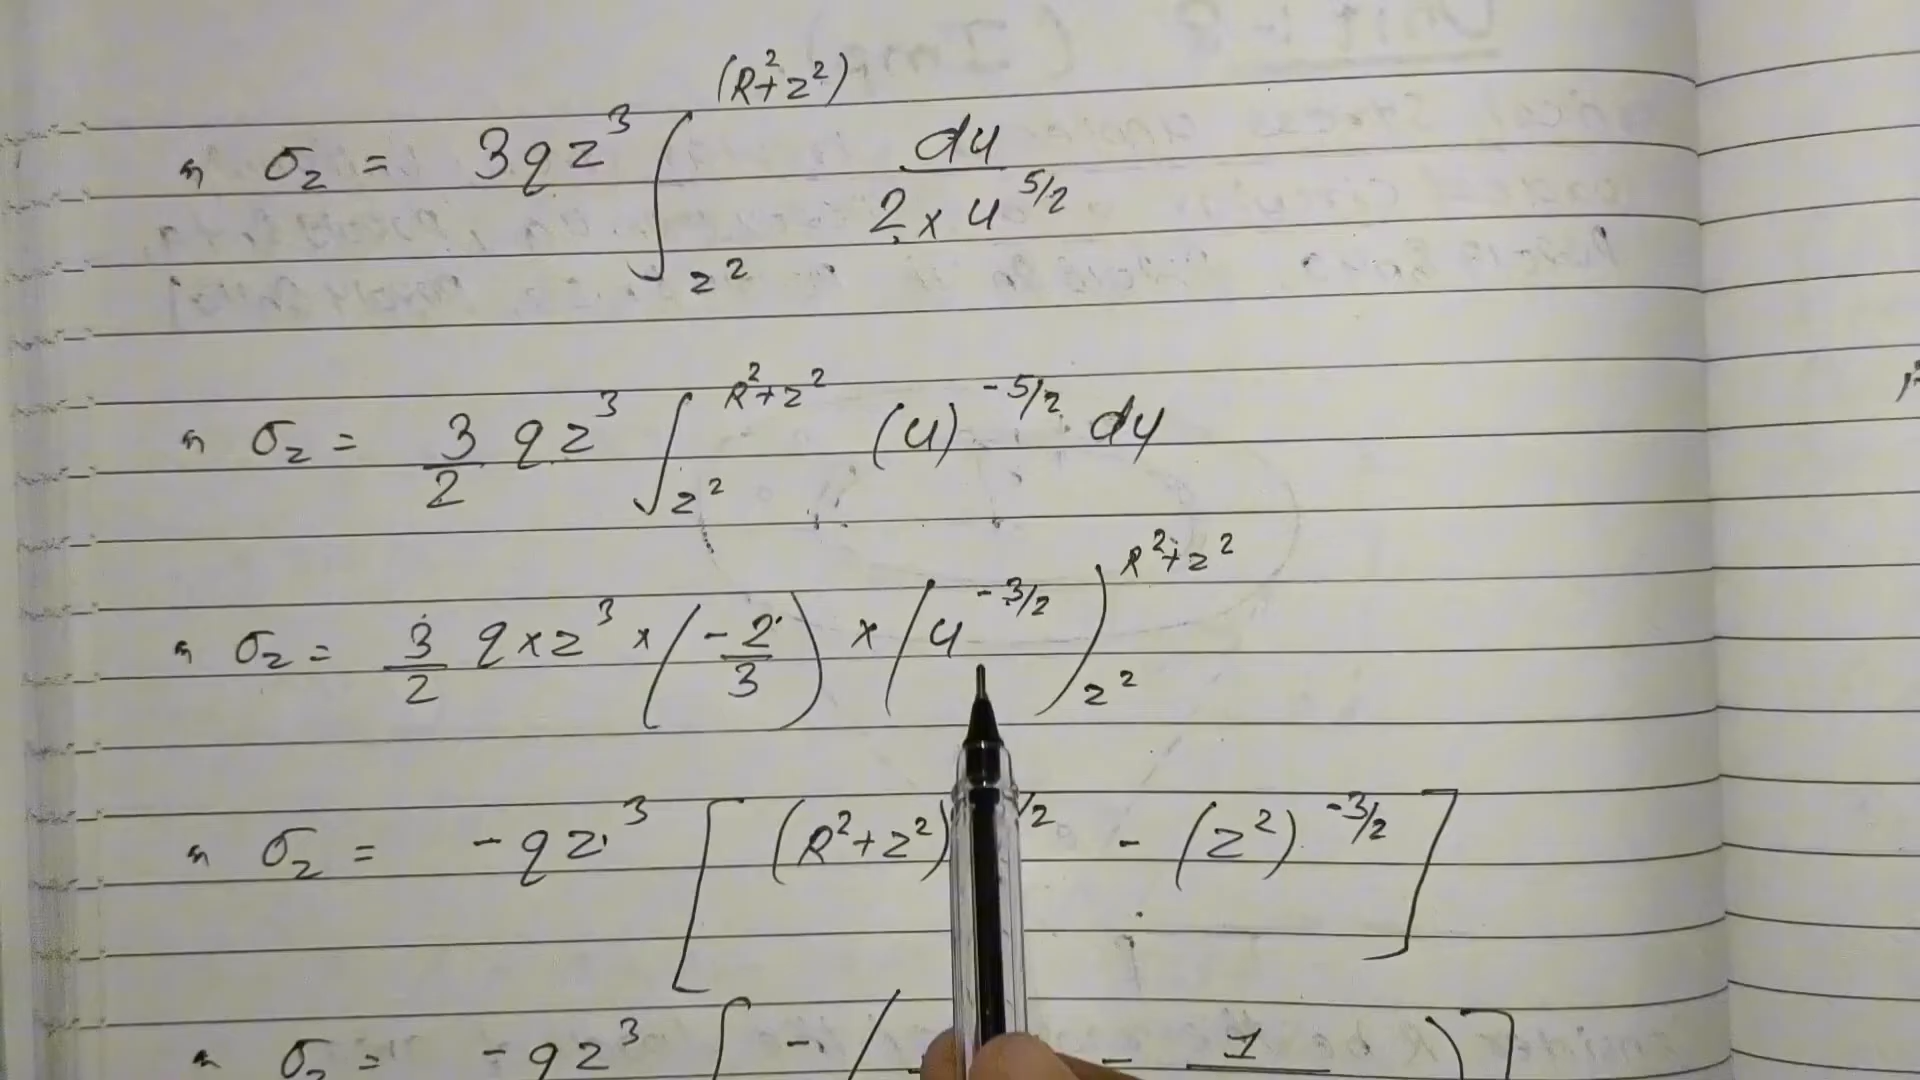 (R²+z²)
" σz = 3qz³ ∫ du / 2 × u^5/2
z²
R²+z²
" σz = 3/2 qz³ ∫ (u)^-5/2 du
z²
R²+z²
" σz = 3/2 q×z³ × (-2/3) × (u^-3/2)
z²
" σz = -qz³ [(R²+z²) /2 - (z²)^-3/2]
" σz = -qz³ [ - ( - 1 ) ]